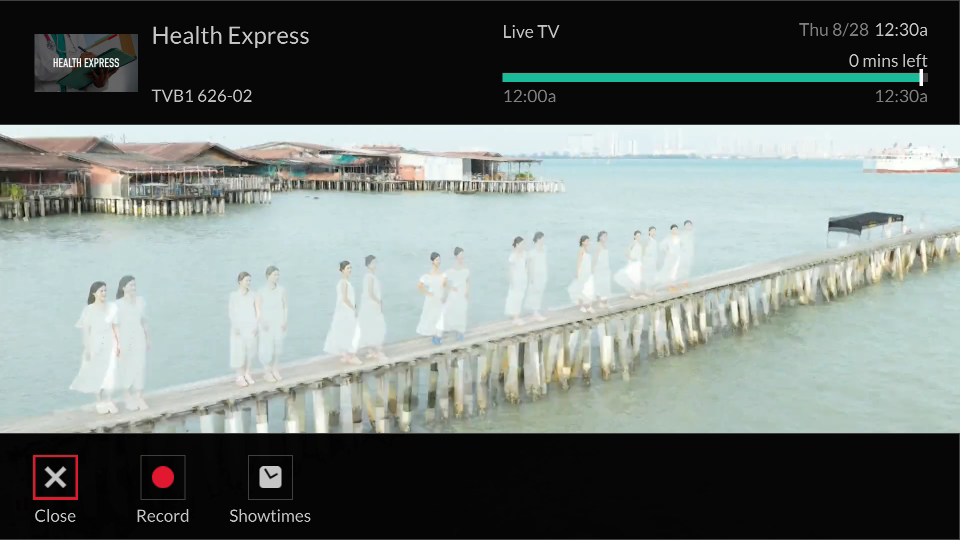 Health Express
HEALTH EXPRESS
TVB1 626-02
Live TV
Thu 8/28 12:30a
0 mins left
12:00a
12:30a
Close
Record
Showtimes